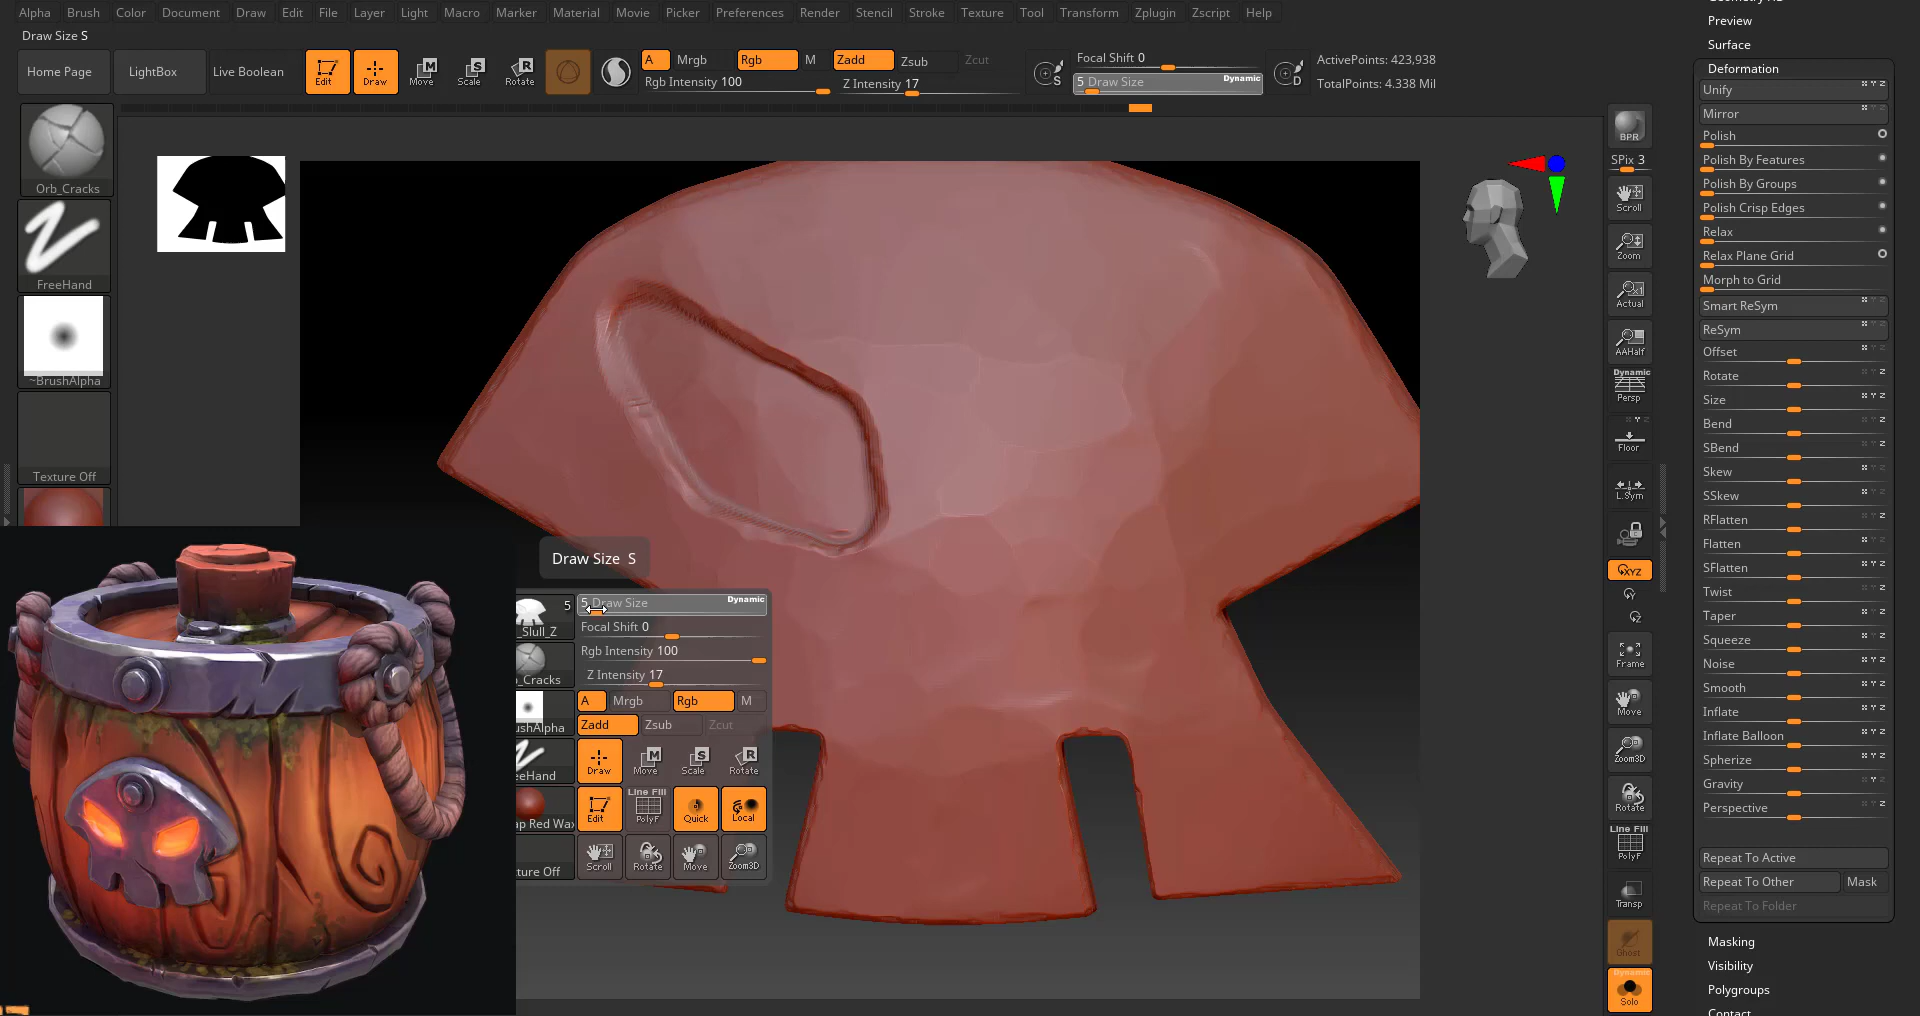 Alpha Brush Color Document Draw Edit File Layer Light Macro Marker Material Movie Picker Preferences Render Stencil Stroke Texture Tool Transform Zplugin Zscript Help
Draw Size S
Home Page LightBox Live Boolean Edit Draw Move Scale Rotate
A Mrgb Rgb M Zadd Zsub Zcut
Rgb Intensity 100 Z Intensity 17
Focal Shift 0
5 Draw Size Dynamic
ActivePoints: 423,938
TotalPoints: 4.338 Mil
Orb_Cracks
FreeHand
~BrushAlpha
Texture Off
Draw Size S
5
_Slull_Z
b_Cracks
ushAlpha
eeHand
ap Red Wax
ture Off
5 Draw Size Dynamic
Focal Shift 0
Rgb Intensity 100
Z Intensity 17
A Mrgb Rgb M
Zadd Zsub Zcut
Draw Move Scale Rotate
Edit Line Fill PolyF Quick Local
Scroll Rotate Move Zoom3D
BPR
SPix 3
Scroll
Zoom
Actual
AAHalf
Dynamic
Persp
Floor
L.Sym
XYZ
Frame
Move
Zoom3D
Rotate
Line Fill
PolyF
Transp
Ghost
Dynamic
Solo
Preview
Surface
Deformation
Unify
Mirror
Polish
Polish By Features
Polish By Groups
Polish Crisp Edges
Relax
Relax Plane Grid
Morph to Grid
Smart ReSym
ReSym
Offset
Rotate
Size
Bend
SBend
Skew
SSkew
RFlatten
Flatten
SFlatten
Twist
Taper
Squeeze
Noise
Smooth
Inflate
Inflate Balloon
Spherize
Gravity
Perspective
Repeat To Active
Repeat To Other Mask
Repeat To Folder
Masking
Visibility
Polygroups
Contact